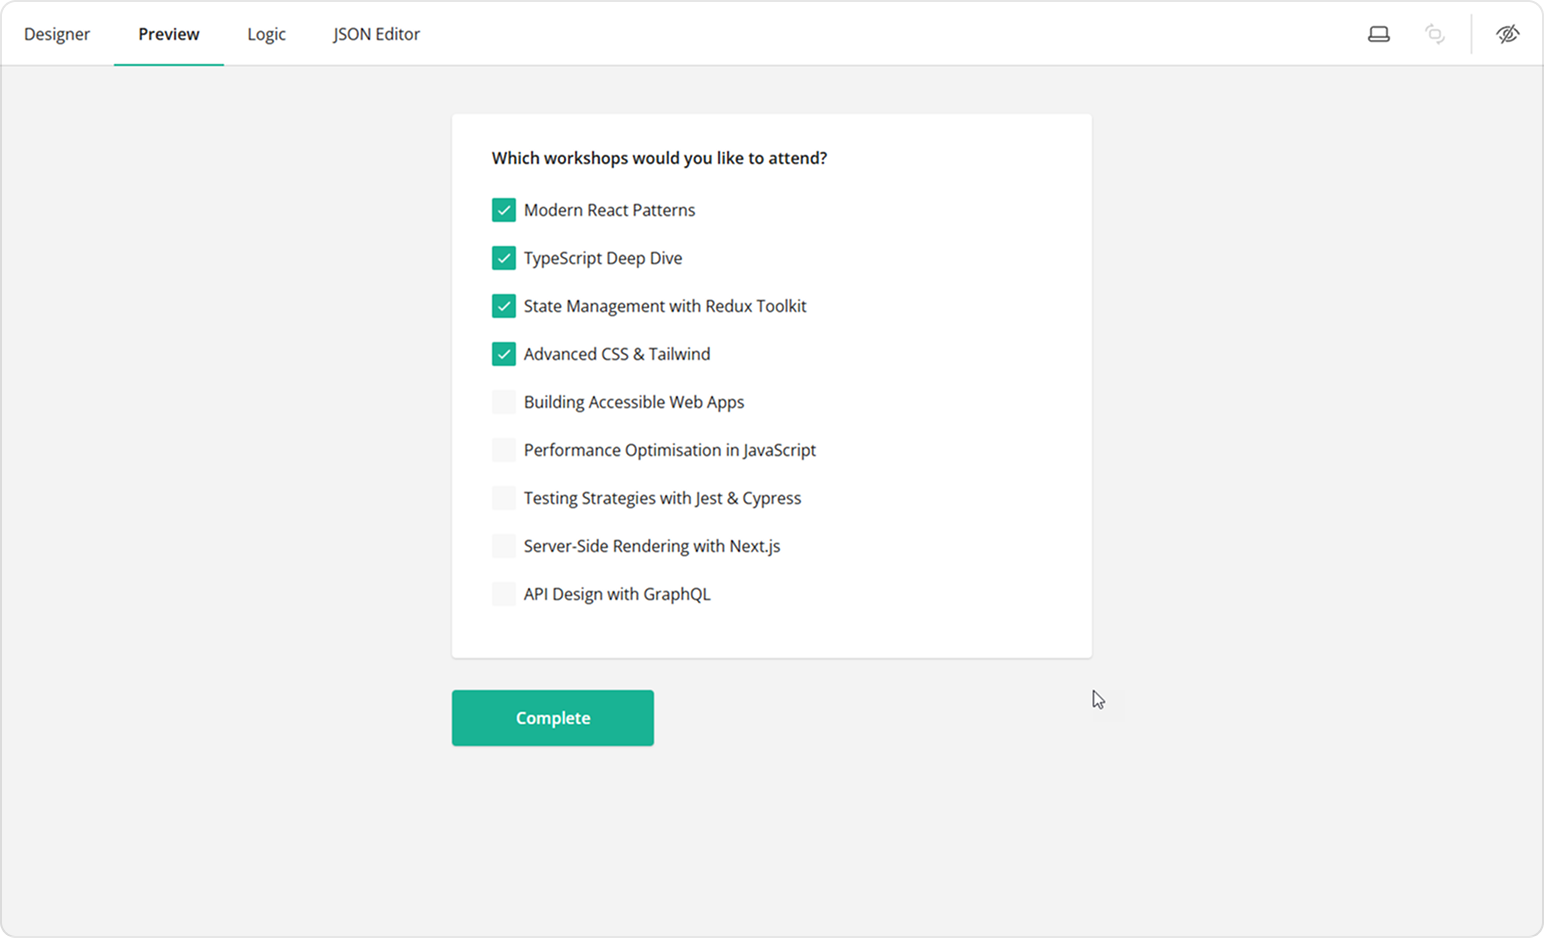 Designer
Preview
Logic
JSON Editor
Which workshops would you like to attend?
Modern React Patterns
TypeScript Deep Dive
State Management with Redux Toolkit
Advanced CSS & Tailwind
Building Accessible Web Apps
Performance Optimisation in JavaScript
Testing Strategies with Jest & Cypress
Server-Side Rendering with Next.js
API Design with GraphQL
Complete